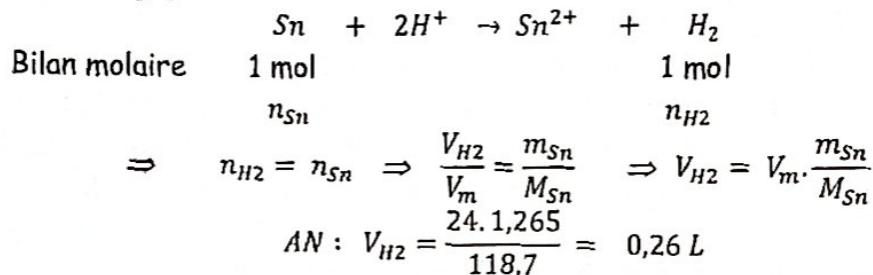 Sn + 2H⁺ → Sn²⁺ + H₂
Bilan molaire 1 mol 1 mol
n_Sn n_H2
⇒ n_H2 = n_Sn ⇒ V_H2/V_m = m_Sn/M_Sn ⇒ V_H2 = V_m. m_Sn/M_Sn
AN : V_H2 = 24. 1,265/118,7 = 0,26 L